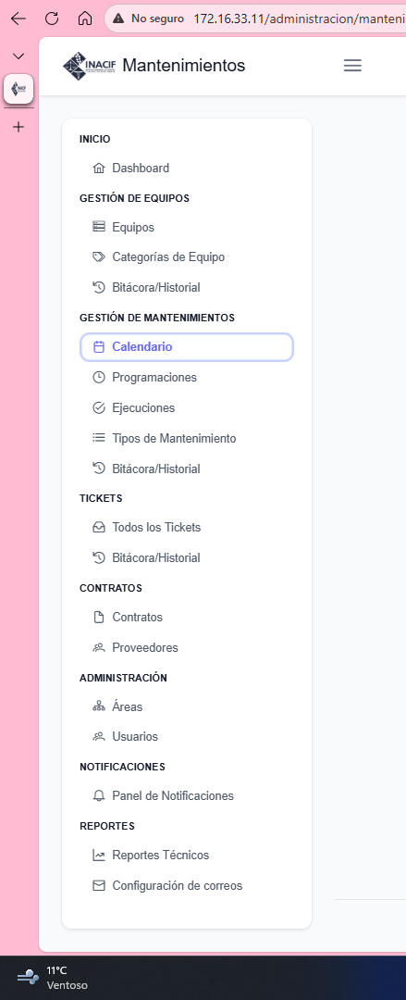 No seguro 172.16.33.11/administracion/manteni
INACIF Mantenimientos
INICIO
Dashboard
GESTIÓN DE EQUIPOS
Equipos
Categorías de Equipo
Bitácora/Historial
GESTIÓN DE MANTENIMIENTOS
Calendario
Programaciones
Ejecuciones
Tipos de Mantenimiento
Bitácora/Historial
TICKETS
Todos los Tickets
Bitácora/Historial
CONTRATOS
Contratos
Proveedores
ADMINISTRACIÓN
Áreas
Usuarios
NOTIFICACIONES
Panel de Notificaciones
REPORTES
Reportes Técnicos
Configuración de correos
11°C
Ventoso